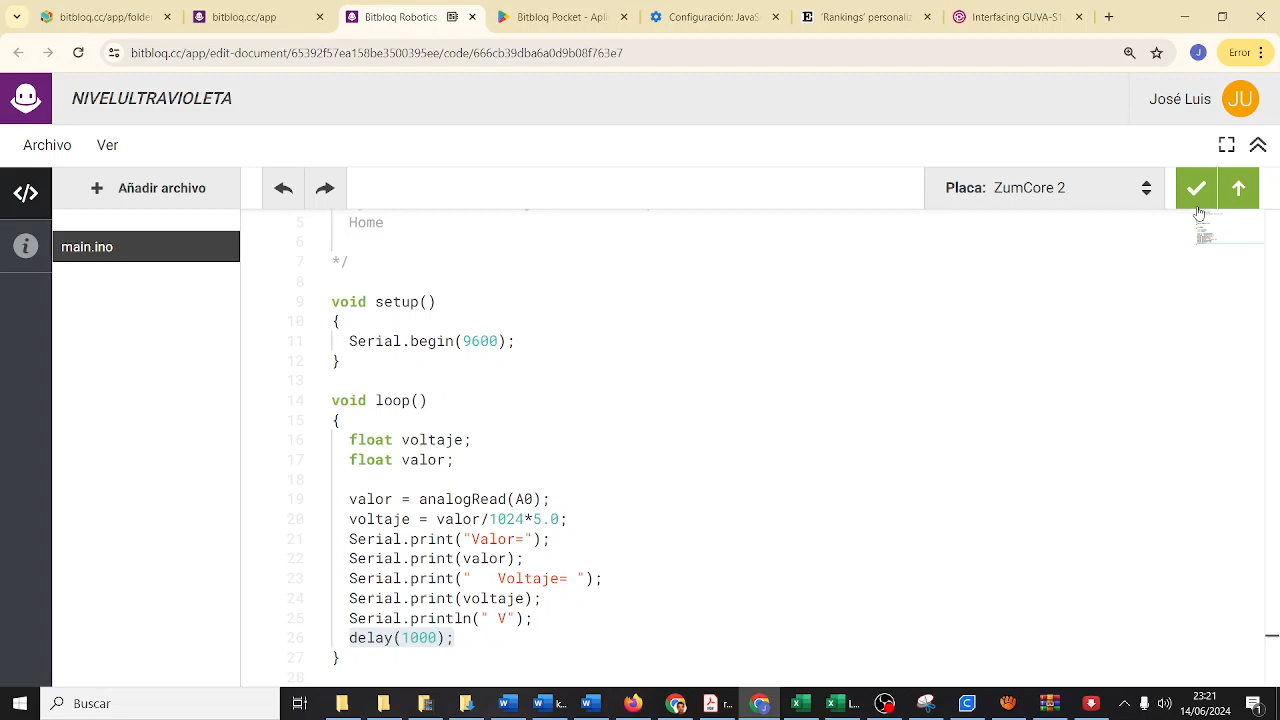 bitbloq.cc/app/folder
bitbloq.cc/app
Bitbloq Robotos
Bitbloq Pocket - Apli
Configuración: JavaS
'Rankings' personaliz
Interfacing GUVA-S1
bitbloq.cc/app/edit-document/65392f57ea158be3500395ee/code/666cb39d8a6a0d9b08f763e7
J
Error
NIVELULTRAVIOLETA
José Luis
JU
Archivo
Ver
Añadir archivo
Placa: ZumCore 2
main.ino
5 Home
6
7 */
8
9 void setup()
10 {
11 Serial.begin(9600);
12 }
13
14 void loop()
15 {
16 float voltaje;
17 float valor;
18
19 valor = analogRead(A0);
20 voltaje = valor/1024*5.0;
21 Serial.print("Valor=");
22 Serial.print(valor);
23 Serial.print("   Voltaje= ");
24 Serial.print(voltaje);
25 Serial.println(" V");
26 delay(1000);
27 }
28
Buscar
23:21
14/06/2024